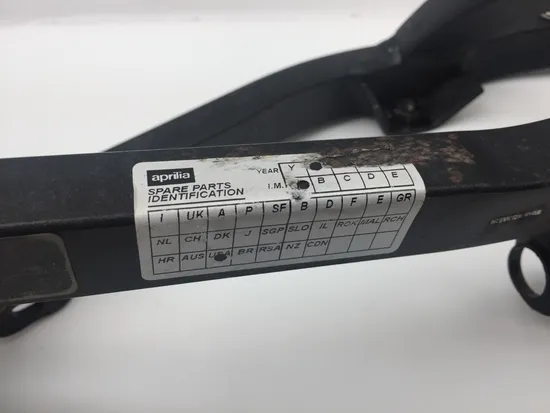 aprilia
YEAR Y
SPARE PARTS
IDENTIFICATION
I.M. B C D E
I UK A P SF B D F E GR
NL CH DK J SGP SLO IL ROK MAL RCH
HR AUS USA BR RSA NZ CDN